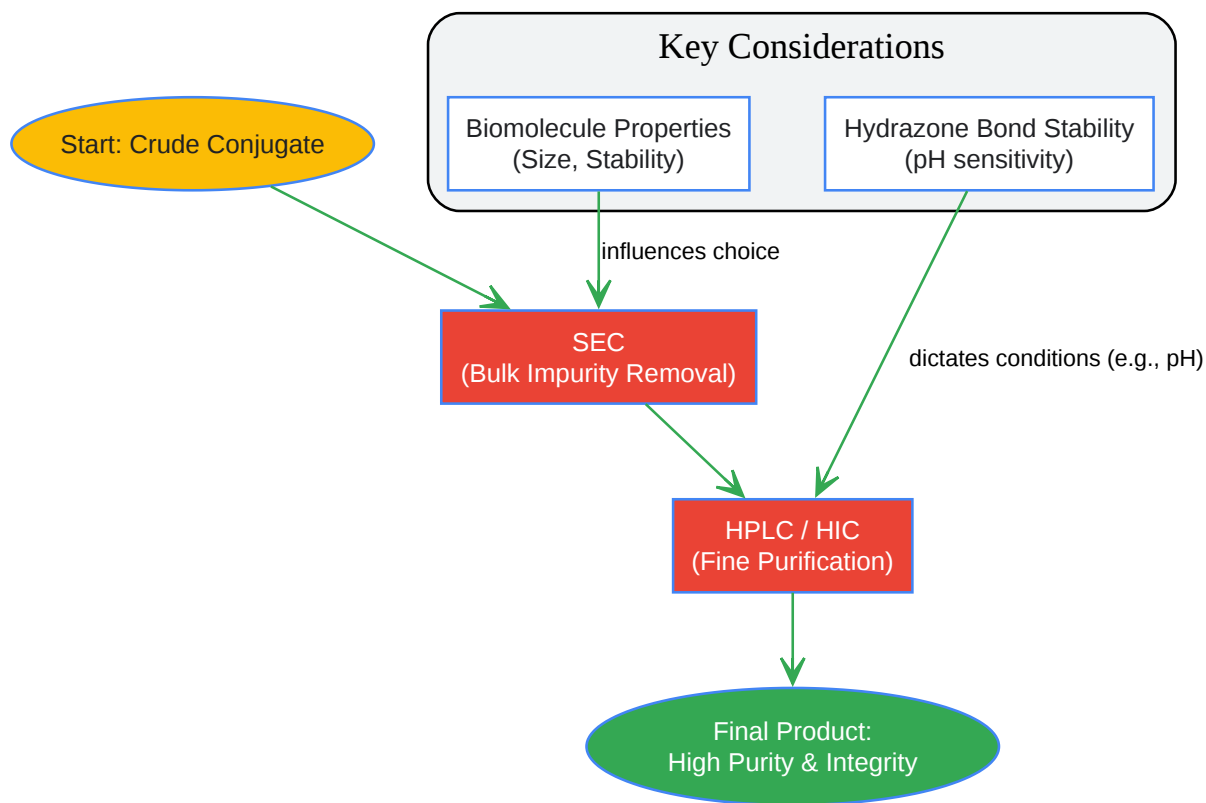 Key Considerations
Start: Crude Conjugate
Biomolecule Properties
(Size, Stability)
Hydrazone Bond Stability
(pH sensitivity)
influences choice
SEC
(Bulk Impurity Removal)
dictates conditions (e.g., pH)
HPLC / HIC
(Fine Purification)
Final Product:
High Purity & Integrity